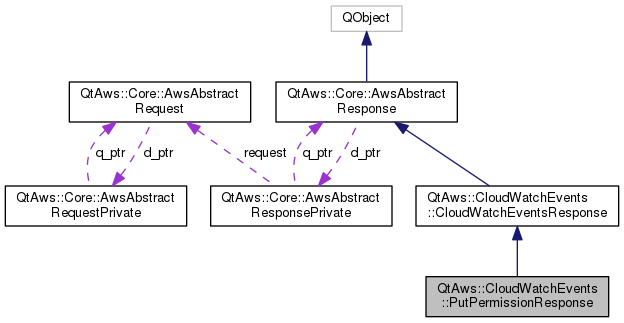 QObject
QtAws::Core::AwsAbstract
Request
QtAws::Core::AwsAbstract
Response
q_ptr
d_ptr
request
q_ptr
d_ptr
QtAws::Core::AwsAbstract
RequestPrivate
QtAws::Core::AwsAbstract
ResponsePrivate
QtAws::CloudWatchEvents
::CloudWatchEventsResponse
QtAws::CloudWatchEvents
::PutPermissionResponse